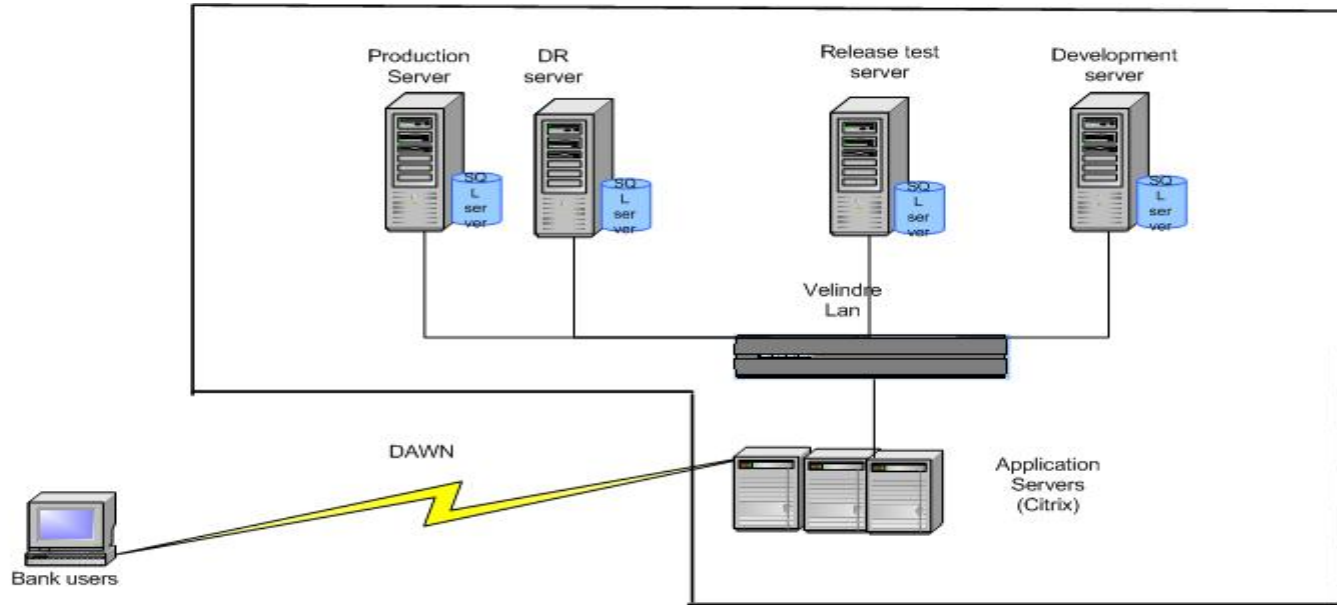 Production
Server
DR
server
Release test
server
Development
server
SQ
L
ser
ver
SQ
L
ser
ver
SQ
L
ser
ver
SQ
L
ser
ver
Velindre
Lan
DAWN
Application
Servers
(Citrix)
Bank users